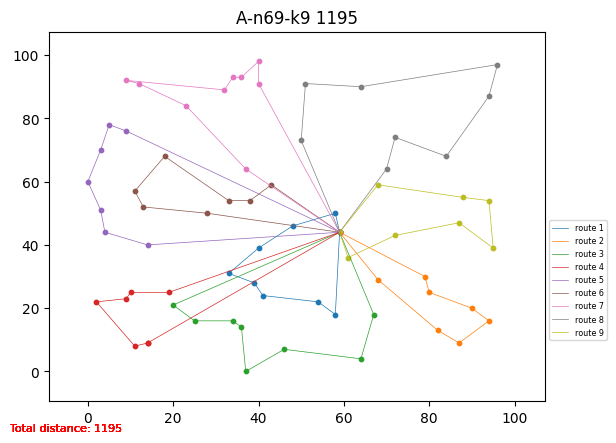 A-n69-k9 1195
100
80
60
40
20
0
0 20 40 60 80 100
route 1
route 2
route 3
route 4
route 5
route 6
route 7
route 8
route 9
Total distance: 1195